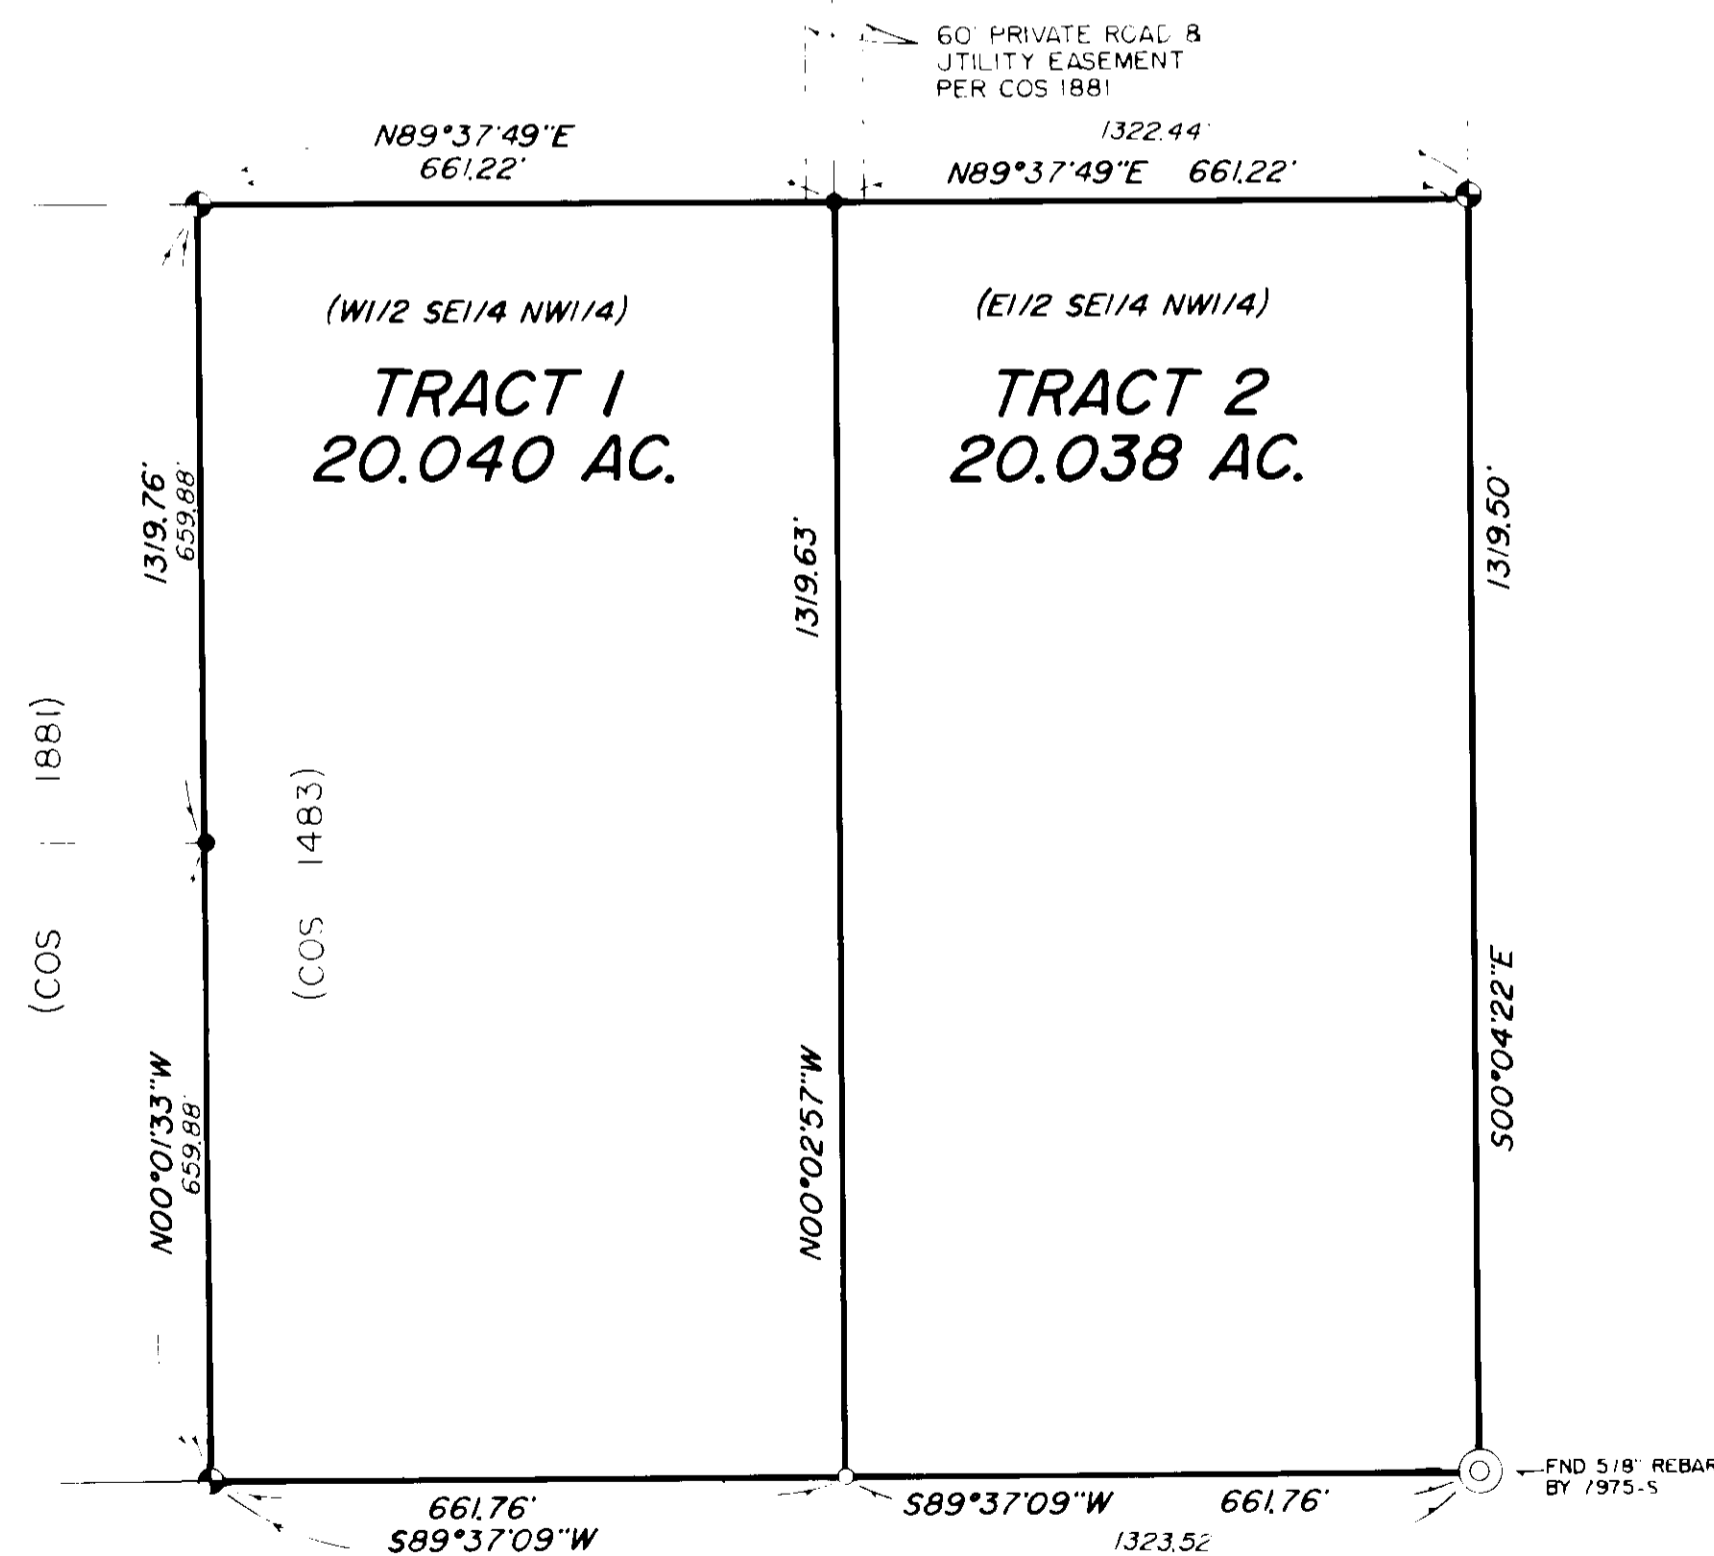 60' PRIVATE ROAD &
UTILITY EASEMENT
PER COS 1881
N89°37'49"E
661.22'
1322.44'
N89°37'49"E 661.22'
(W1/2 SE1/4 NW1/4)
TRACT 1
20.040 AC.
(E1/2 SE1/4 NW1/4)
TRACT 2
20.038 AC.
1319.76'
659.88'
1319.63'
1319.50'
(COS 1881)
(COS 1483)
N00°01'33"W
659.88'
N00°02'57"W
S00°04'22"E
661.76'
S89°37'09"W
S89°37'09"W 661.76'
1323.52
FND 5/8" REBAR
BY 7975-S